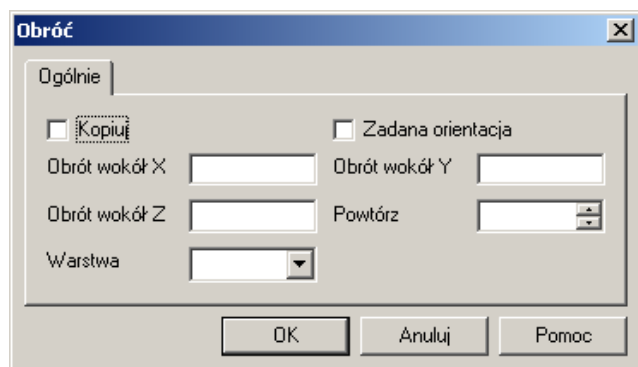 Obróć
Ogólnie
Kopiuj Zadana orientacja
Obrót wokół X Obrót wokół Y
Obrót wokół Z Powtórz
Warstwa
OK Anuluj Pomoc